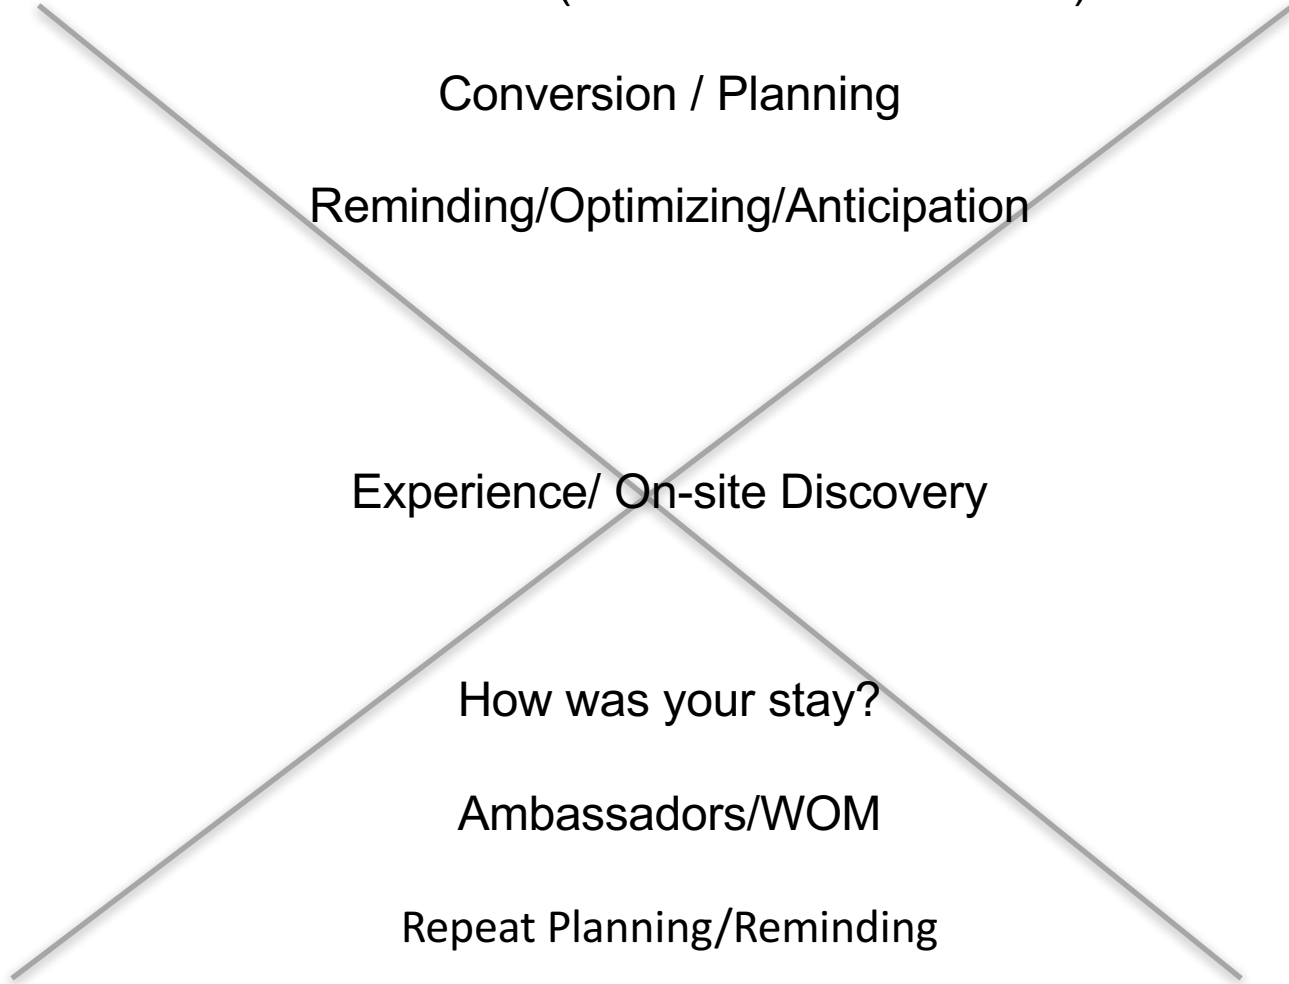 Conversion / Planning
Reminding/Optimizing/Anticipation
Experience/ On-site Discovery
How was your stay?
Ambassadors/WOM
Repeat Planning/Reminding